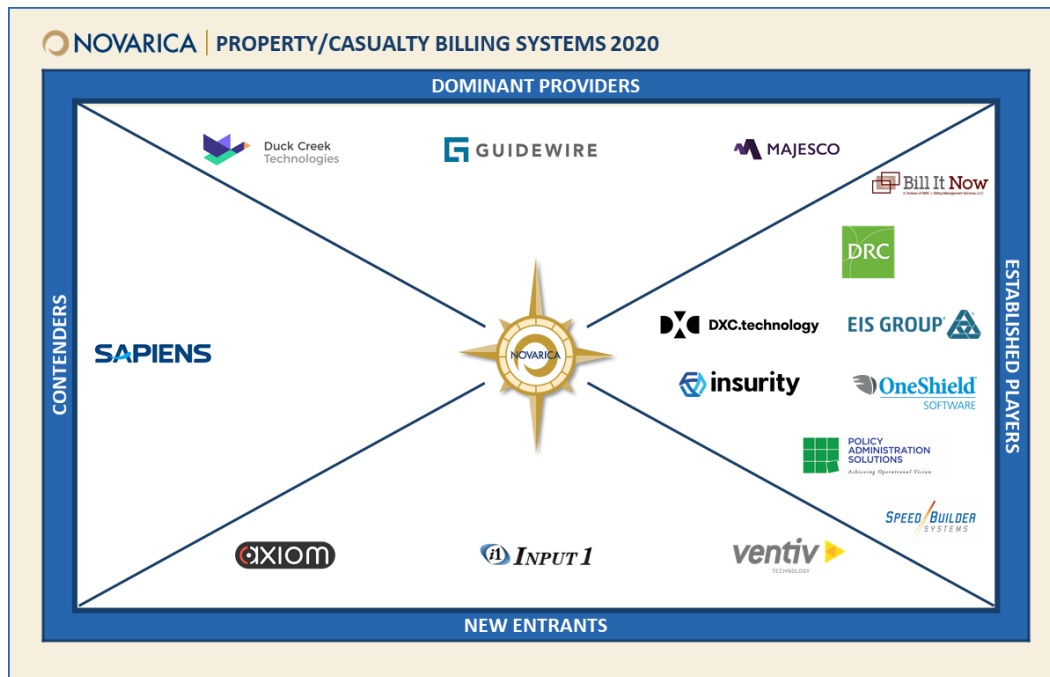 NOVARICA PROPERTY/CASUALTY BILLING SYSTEMS 2020
DOMINANT PROVIDERS
Duck Creek
Technologies
GUIDEWIRE
MAJESCO
Bill It Now
DRC
DXC.technology
EIS GROUP
CONTENDERS
ESTABLISHED PLAYERS
SAPIENS
NOVARICA
insurity
OneShield
SOFTWARE
POLICY
ADMINISTRATION
SOLUTIONS
Achieving Operational Vision
SPEED BUILDER
SYSTEMS
axiom
i1 INPUT 1
ventiv
TECHNOLOGY
NEW ENTRANTS